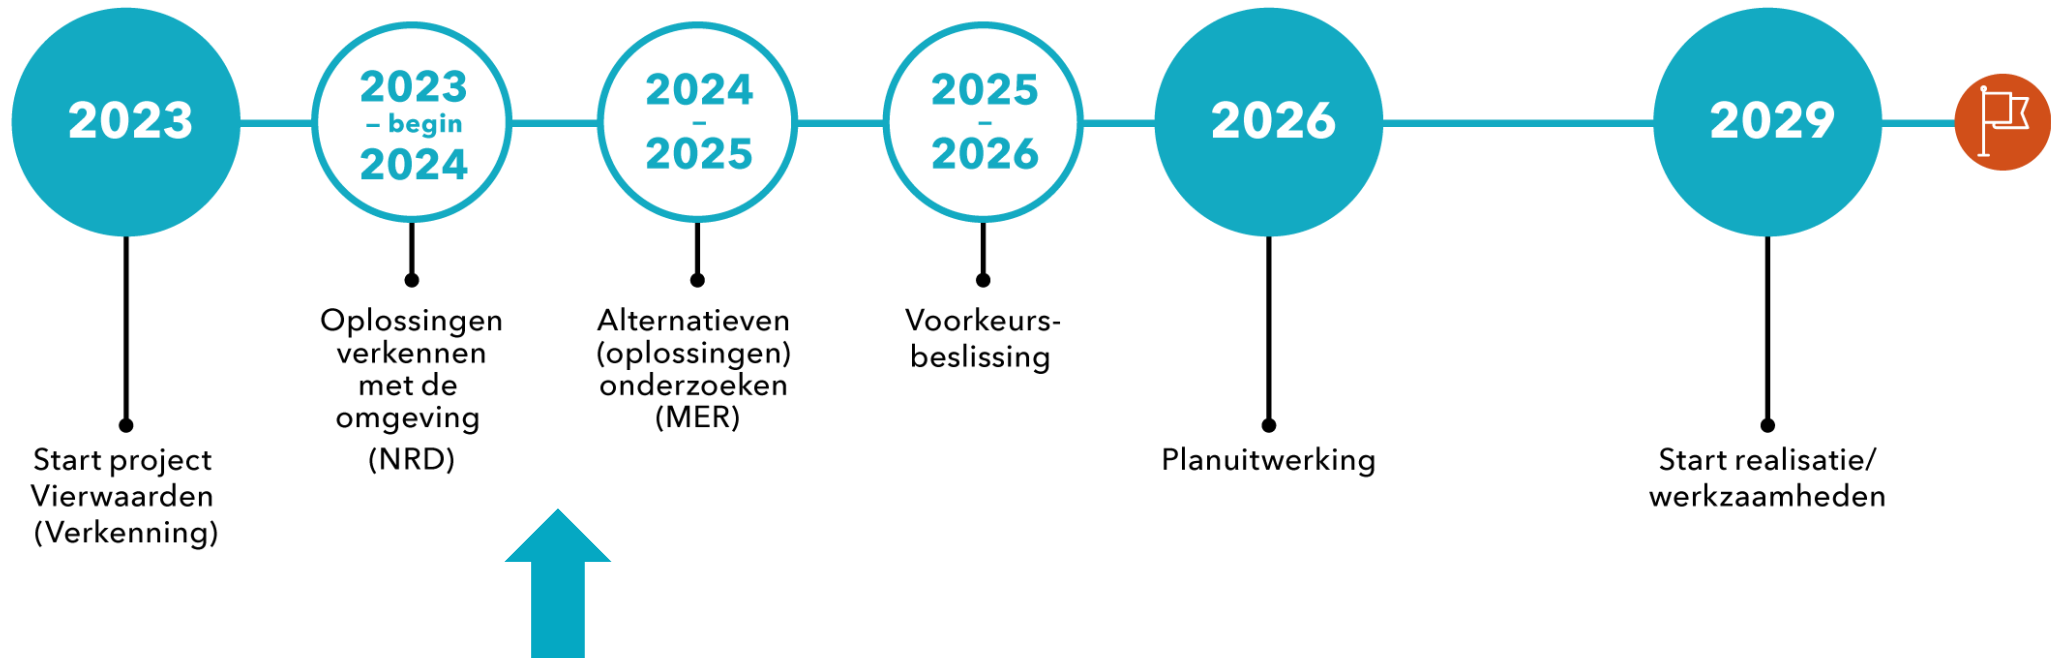 2023
2023
– begin
2024
2024
–
2025
2025
–
2026
2026
2029
Start project
Vierwaarden
(Verkenning)
Oplossingen
verkennen
met de
omgeving
(NRD)
Alternatieven
(oplossingen)
onderzoeken
(MER)
Voorkeurs-
beslissing
Planuitwerking
Start realisatie/
werkzaamheden